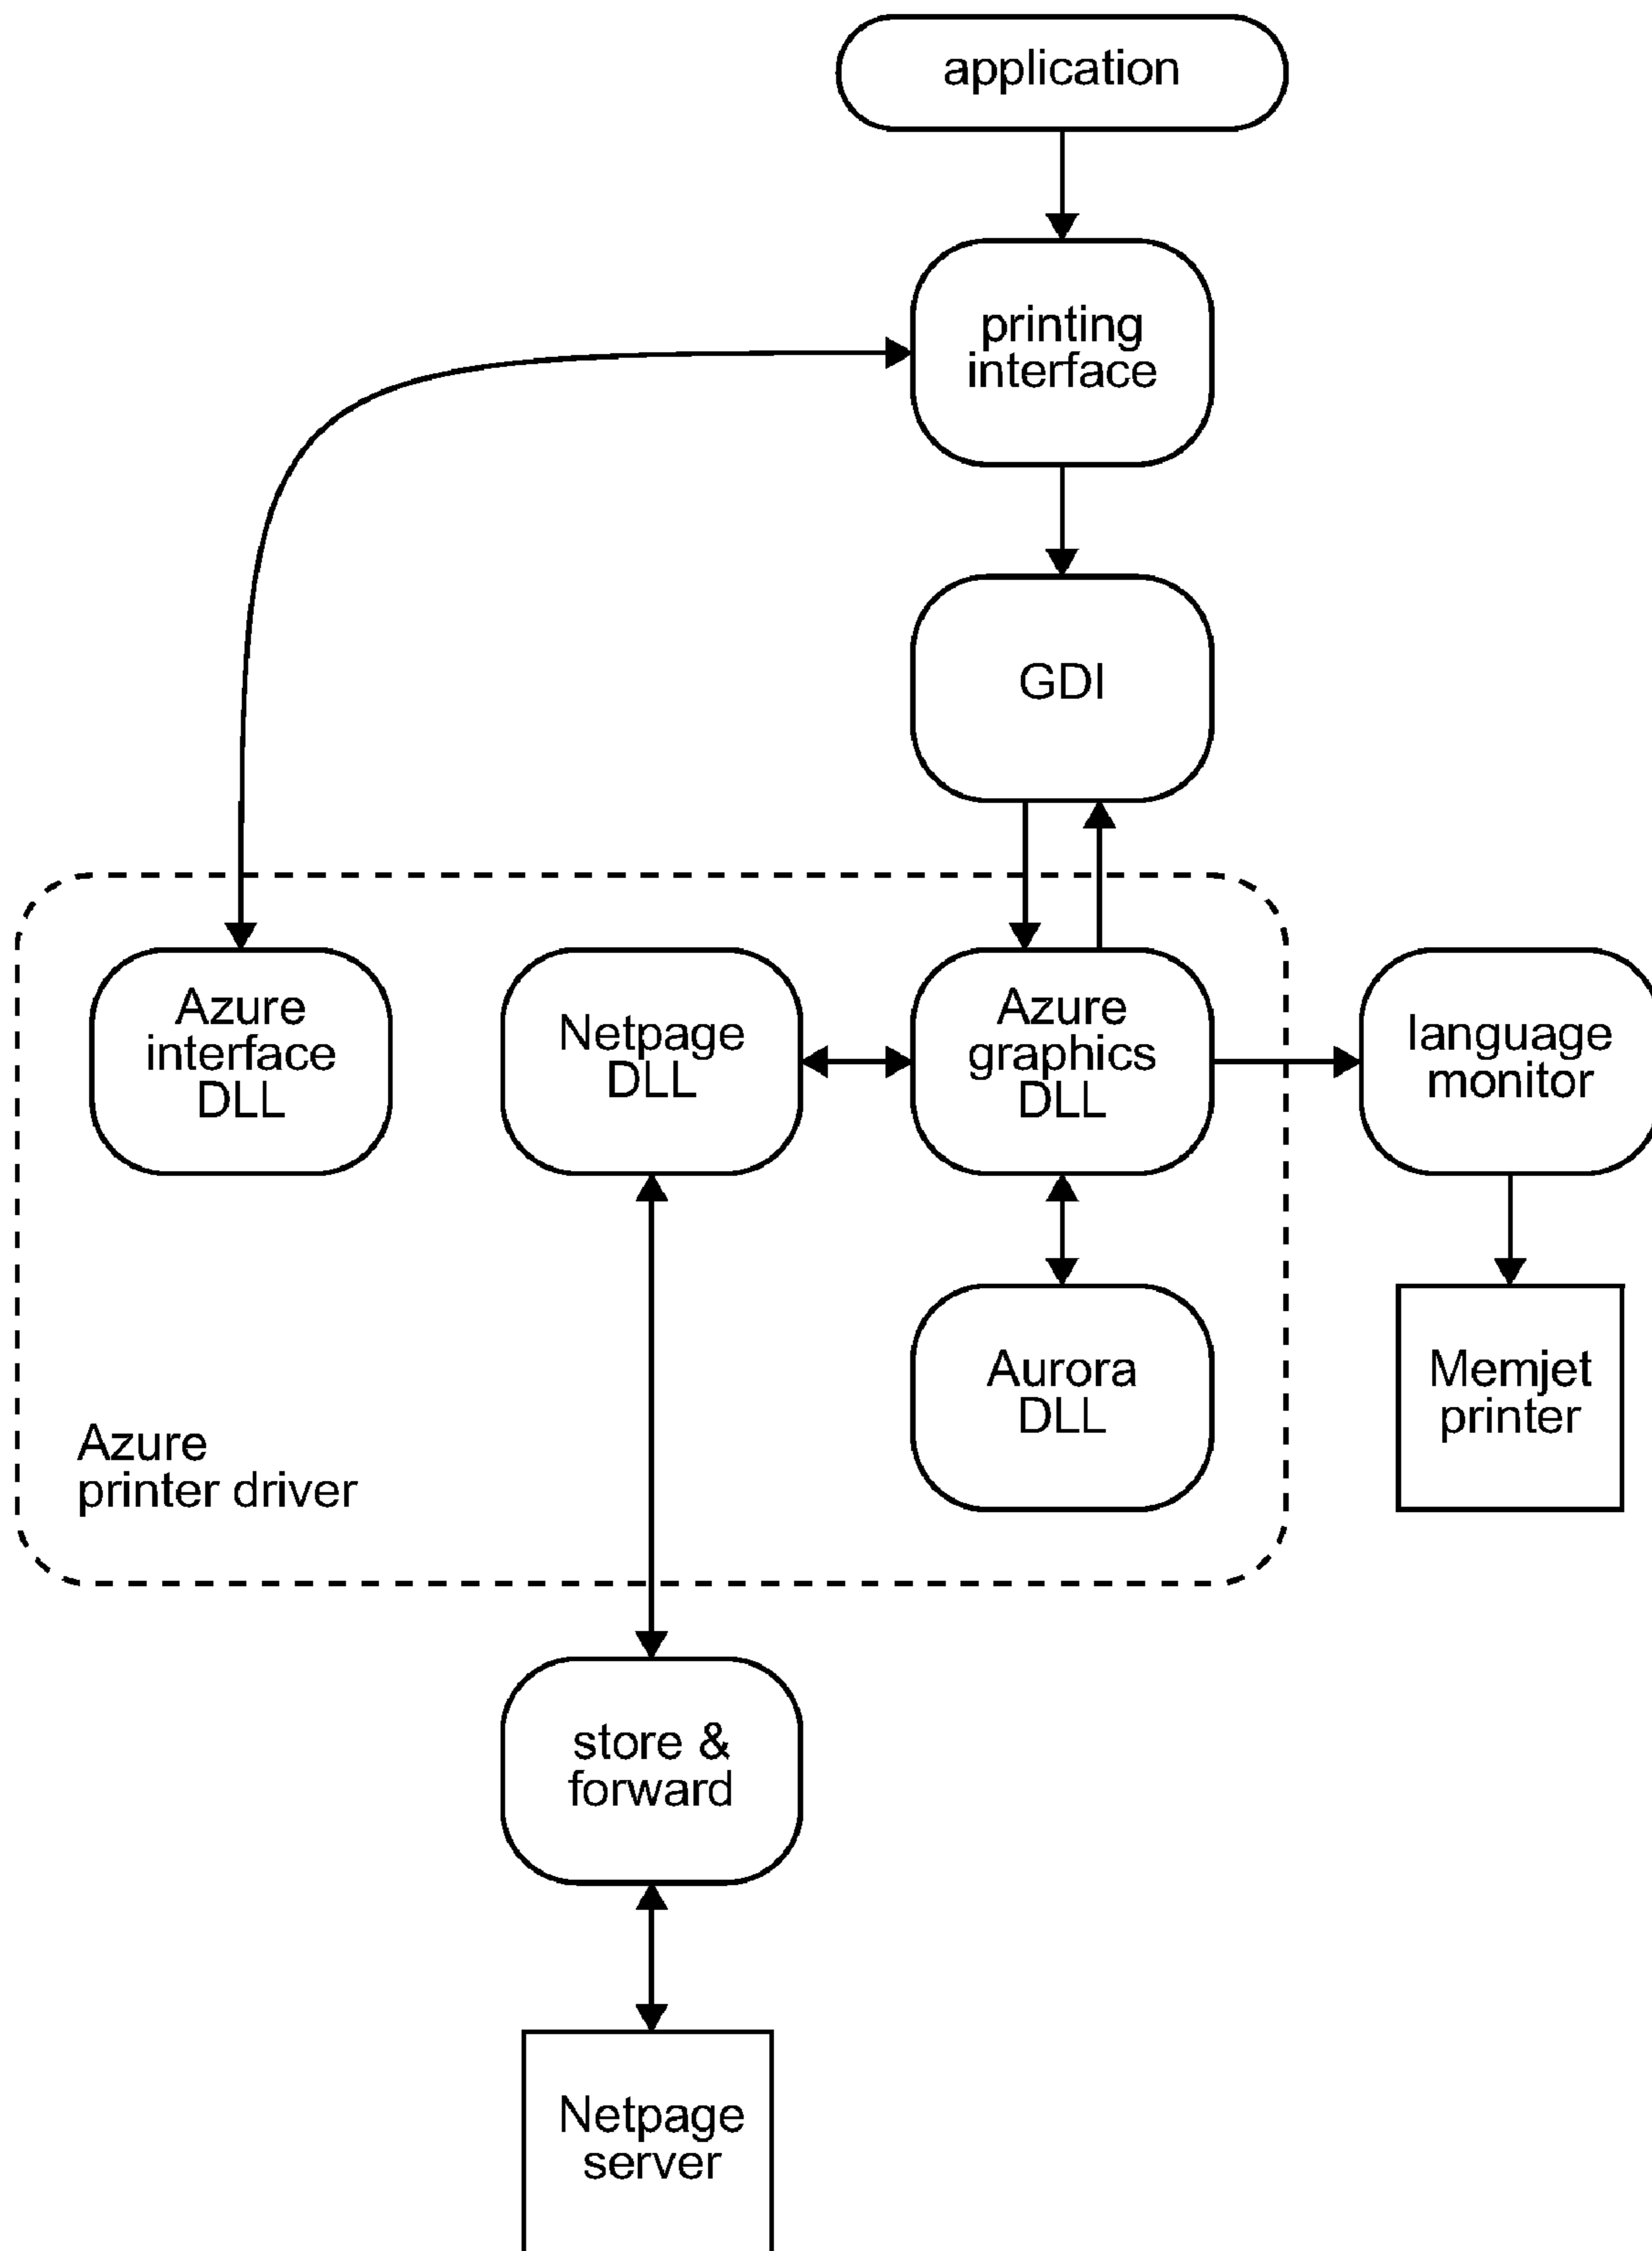 application
printing
interface
GDI
Azure
interface
DLL
Netpage
DLL
Azure
graphics
DLL
language
monitor
Aurora
DLL
Memjet
printer
Azure
printer driver
store &
forward
Netpage
server